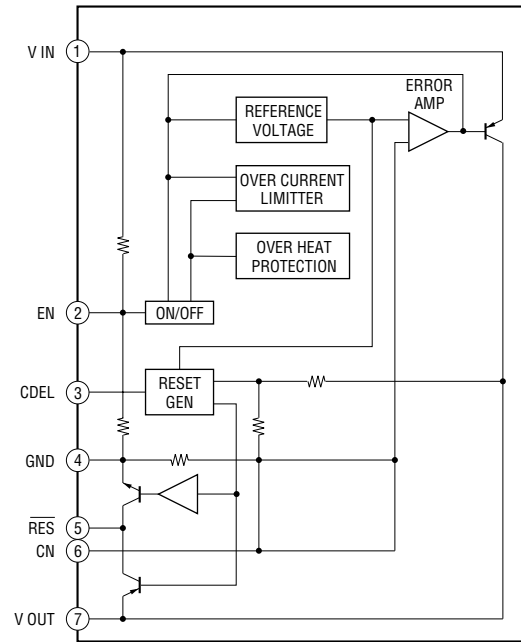 V IN 1
ERROR
AMP
REFERENCE
VOLTAGE
OVER CURRENT
LIMITTER
OVER HEAT
PROTECTION
EN 2
ON/OFF
CDEL 3
RESET
GEN
GND 4
RES 5
CN 6
V OUT 7